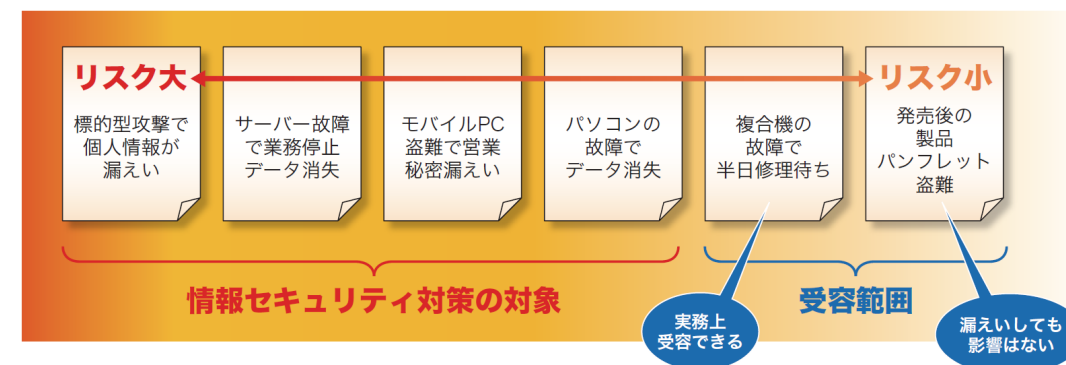 リスク大
リスク小
標的型攻撃で
個人情報が
漏えい
サーバー故障
で業務停止
データ消失
モバイルPC
盗難で営業
秘密漏えい
パソコンの
故障で
データ消失
複合機の
故障で
半日修理待ち
発売後の
製品
パンフレット
盗難
情報セキュリティ対策の対象
受容範囲
実務上
受容できる
漏えいしても
影響はない